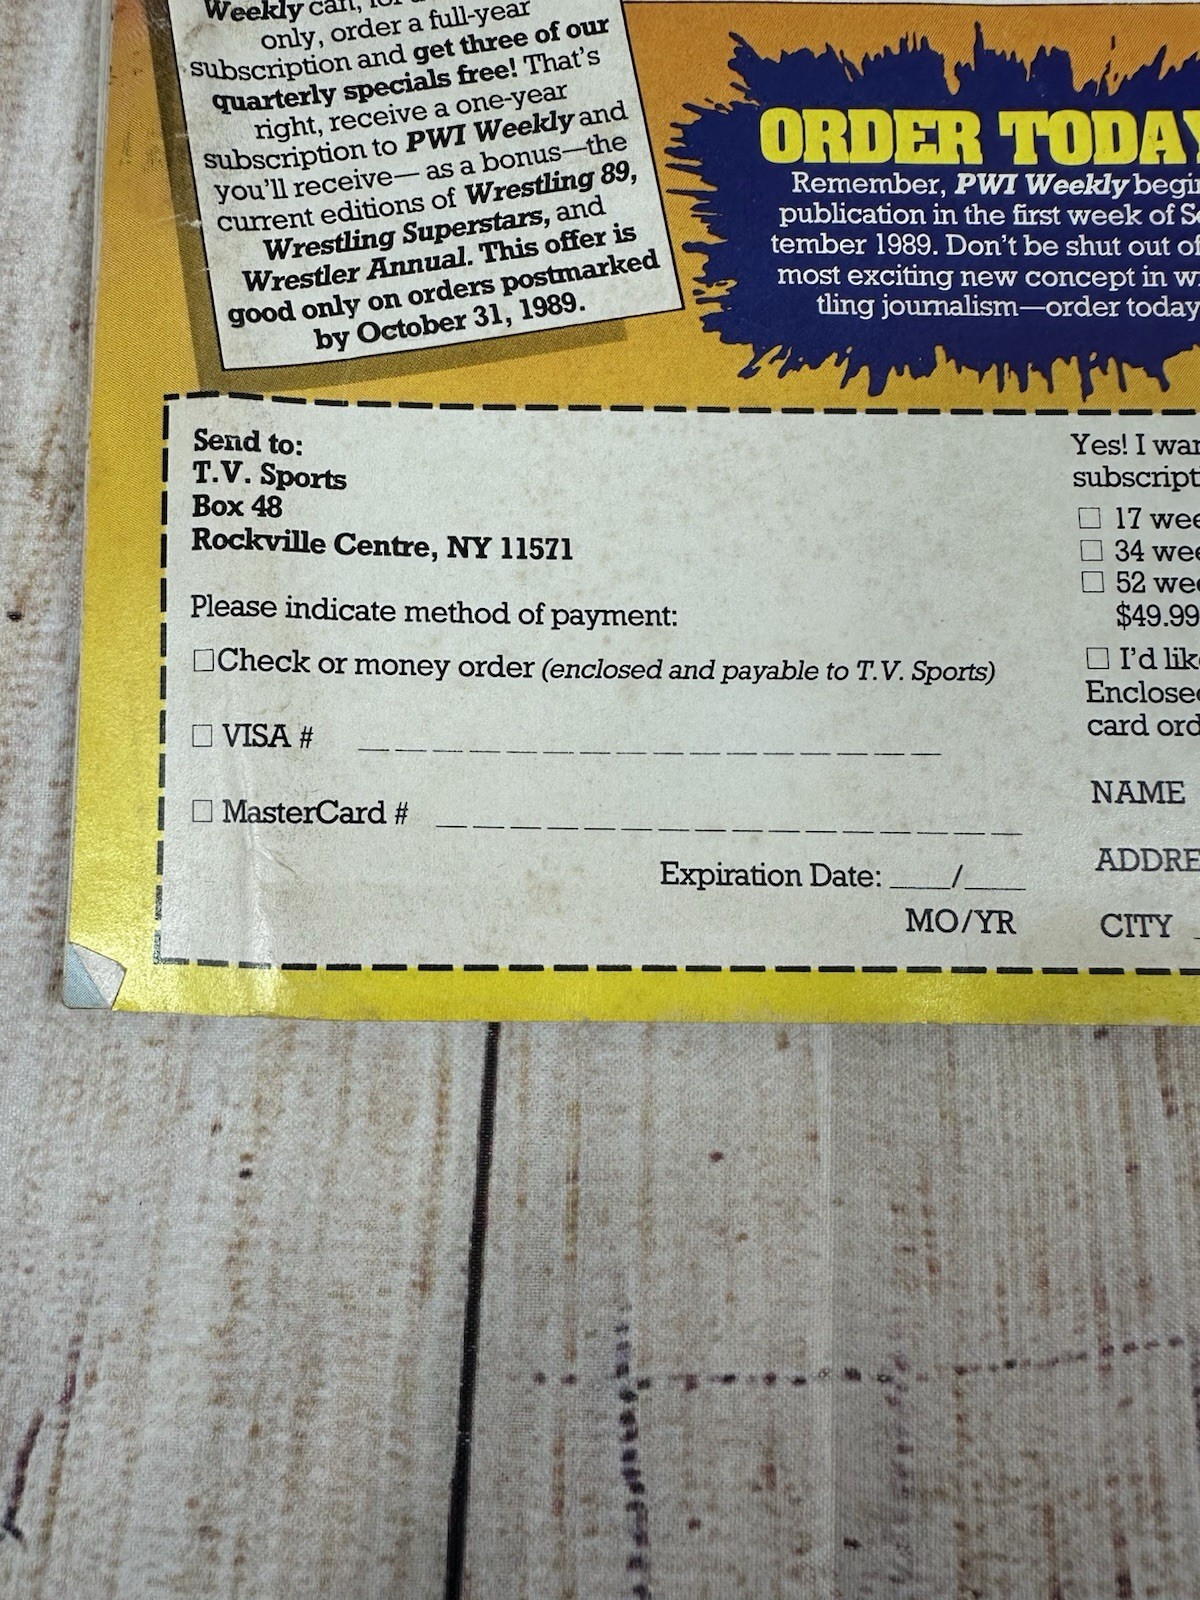 Weekly can,
only, order a full-year
subscription and get three of our
quarterly specials free! That's
right, receive a one-year
subscription to PWI Weekly and
you'll receive— as a bonus—the
current editions of Wrestling 89,
Wrestling Superstars, and
Wrestler Annual. This offer is
good only on orders postmarked
by October 31, 1989.
ORDER TODAY
Remember, PWI Weekly begi
publication in the first week of Se
tember 1989. Don't be shut out of
most exciting new concept in w
tling journalism—order today
Send to:
T.V. Sports
Box 48
Rockville Centre, NY 11571
Please indicate method of payment:
Check or money order (enclosed and payable to T.V. Sports)
VISA #
MasterCard #
Expiration Date: ___/___
MO/YR
Yes! I wan
subscripti
17 wee
34 wee
52 wee
$49.99
I'd lik
Enclosed
card ord
NAME
ADDRE
CITY